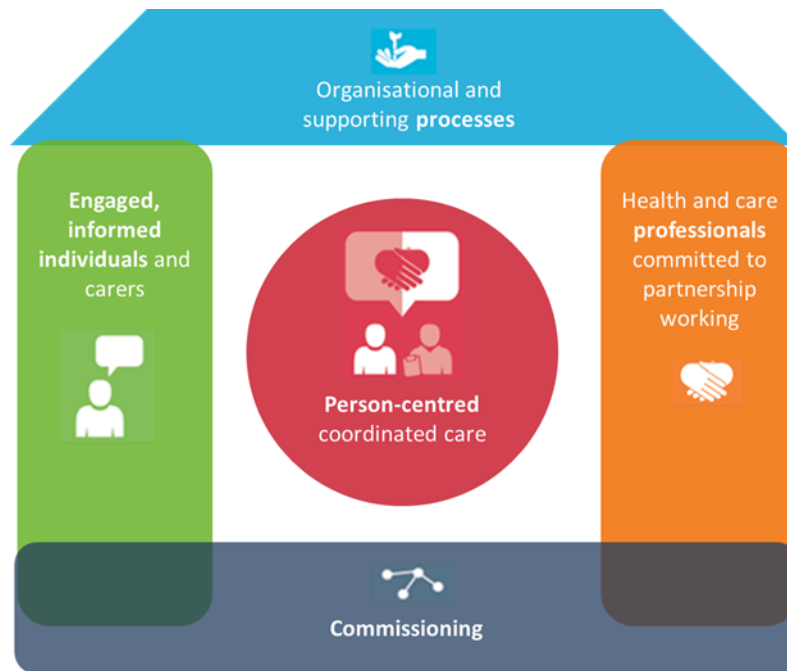 Organisational and
supporting processes
Engaged,
informed
individuals and
carers
Health and care
professionals
committed to
partnership
working
Person-centred
coordinated care
Commissioning